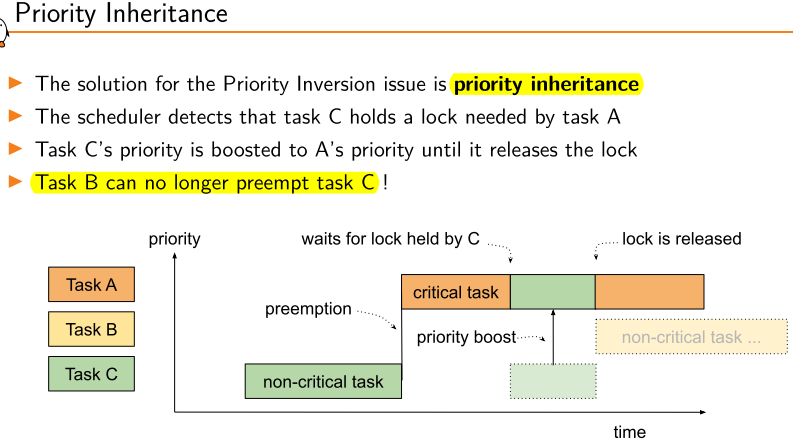 Priority Inheritance
The solution for the Priority Inversion issue is priority inheritance
The scheduler detects that task C holds a lock needed by task A
Task C's priority is boosted to A's priority until it releases the lock
Task B can no longer preempt task C !
priority
waits for lock held by C
lock is released
Task A
critical task
preemption
Task B
priority boost
non-critical task ...
Task C
non-critical task
time